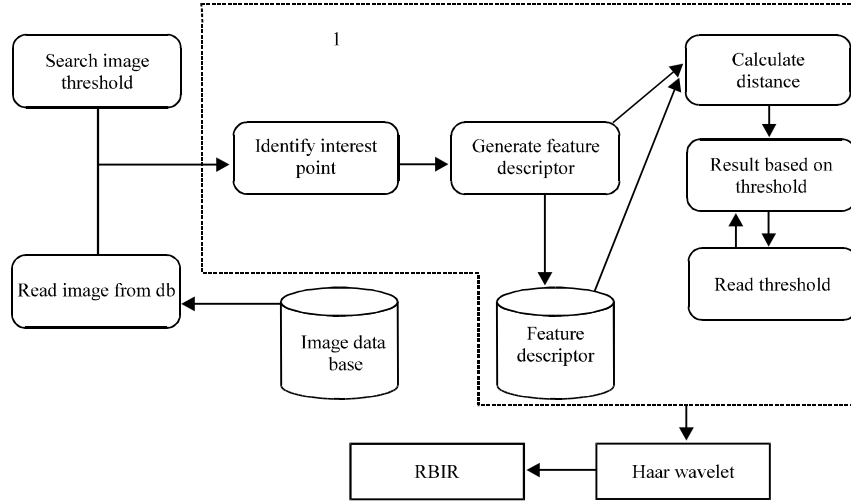 1
Search image
threshold
Calculate
distance
Identify interest
point
Generate feature
descriptor
Result based on
threshold
Read image from db
Read threshold
Image data
base
Feature
descriptor
RBIR
Haar wavelet